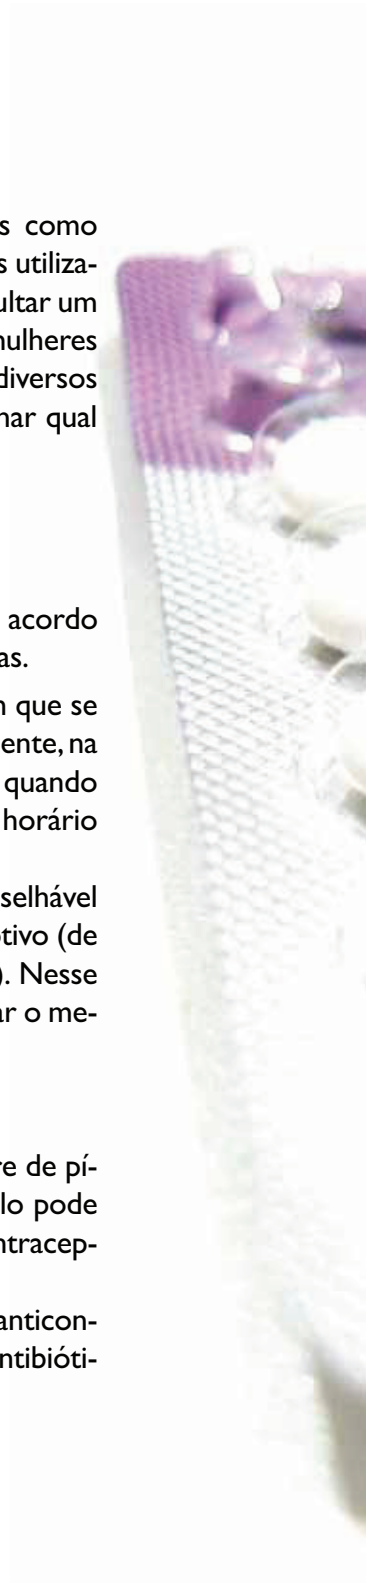 s como
s utiliza-
ultar um
nulheres
diversos
nar qual
acordo
as.
n que se
ente, na
quando
horário
selhável
tivo (de
). Nesse
ar o me-
re de pí-
lo pode
ntracep-
anticon-
ntibióti-